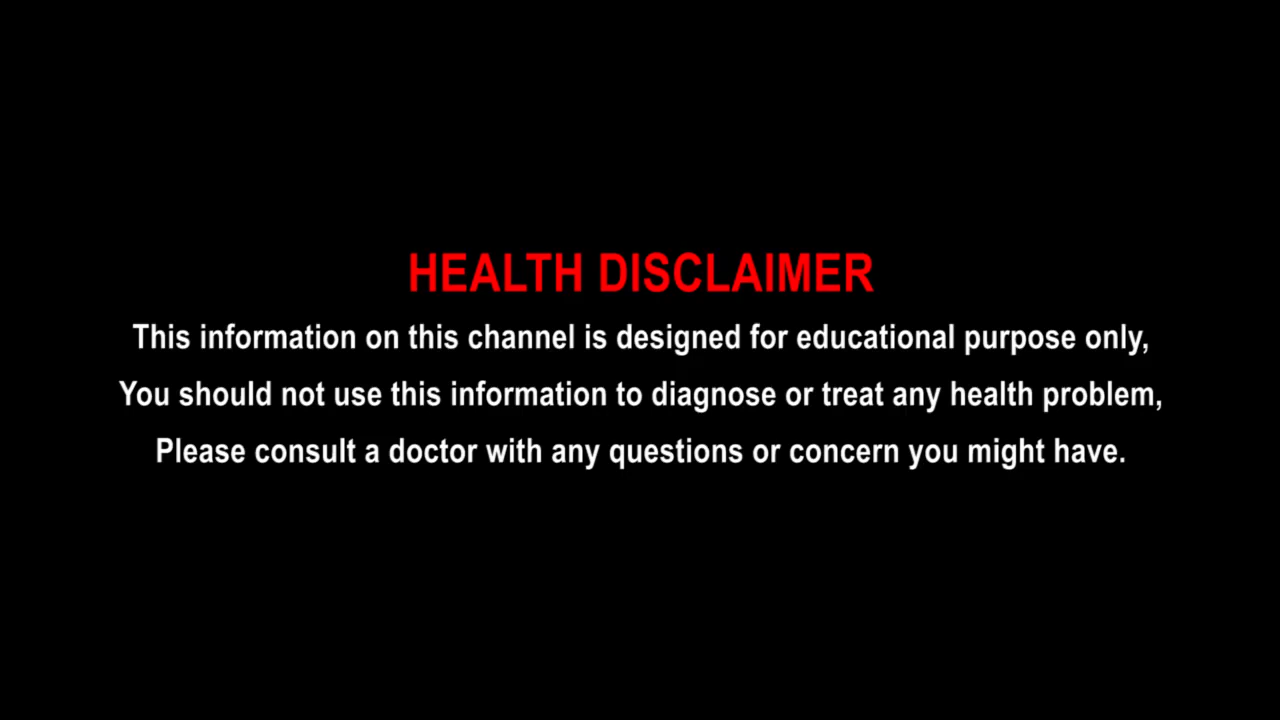 HEALTH DISCLAIMER
This information on this channel is designed for educational purpose only,
You should not use this information to diagnose or treat any health problem,
Please consult a doctor with any questions or concern you might have.